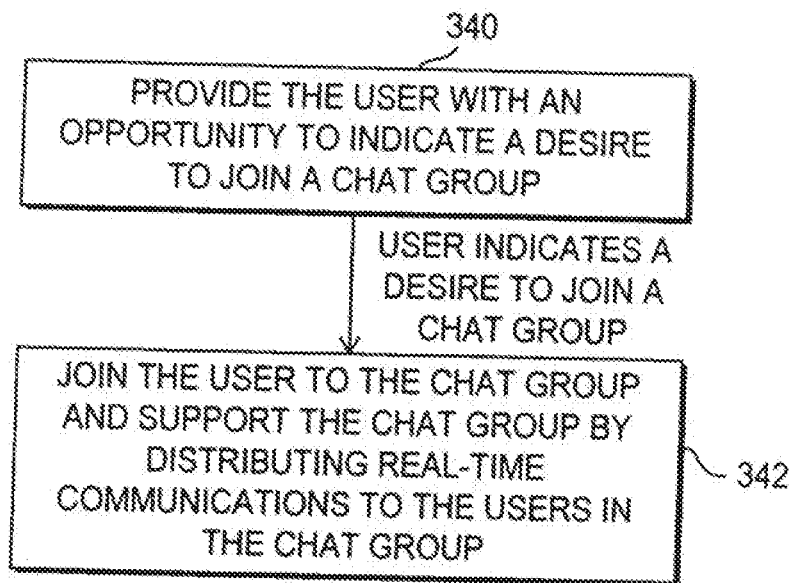 340
PROVIDE THE USER WITH AN
OPPORTUNITY TO INDICATE A DESIRE
TO JOIN A CHAT GROUP
USER INDICATES A
DESIRE TO JOIN A
CHAT GROUP
JOIN THE USER TO THE CHAT GROUP
AND SUPPORT THE CHAT GROUP BY
DISTRIBUTING REAL-TIME
COMMUNICATIONS TO THE USERS IN
THE CHAT GROUP
342